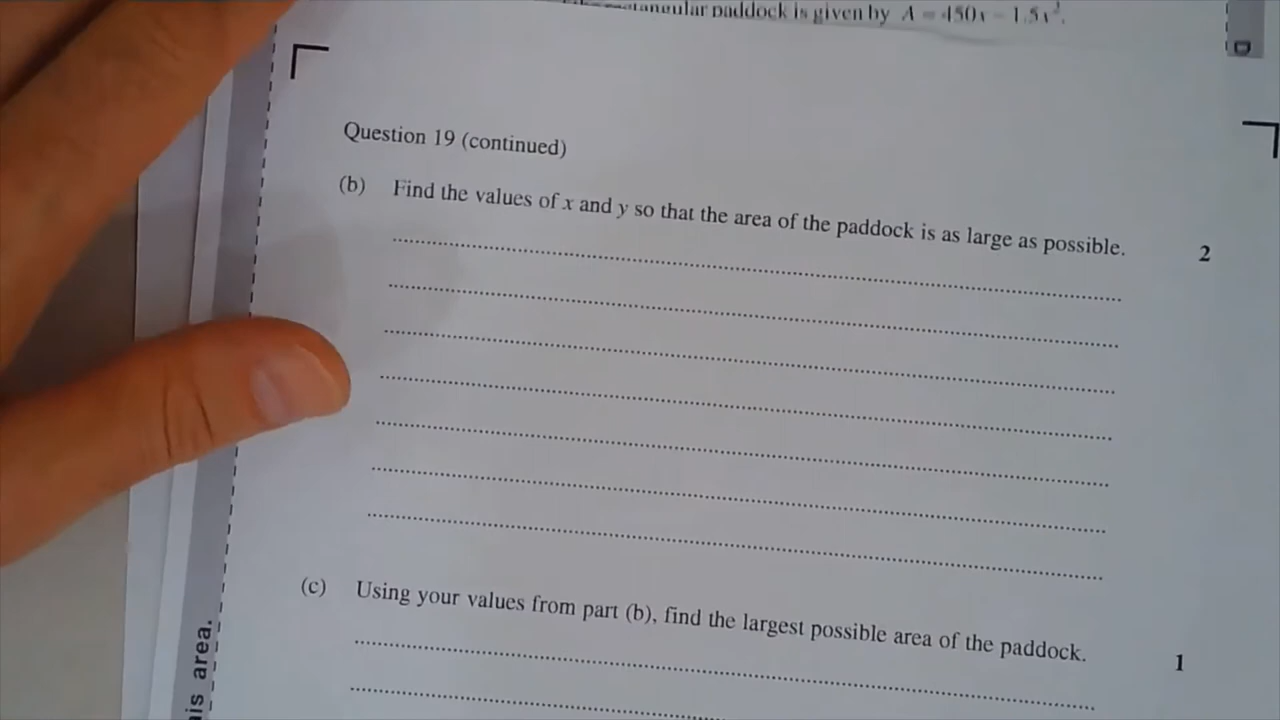 rectangular paddock is given by A = 450x − 1.5x².
Question 19 (continued)
(b) Find the values of x and y so that the area of the paddock is as large as possible. 2
(c) Using your values from part (b), find the largest possible area of the paddock. 1
his area.